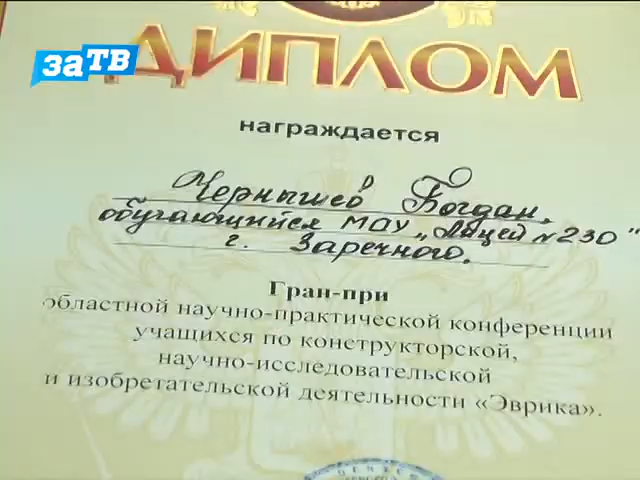 заТВ
ДИПЛОМ
награждается
Чернышев Богдан,
обучающийся МАУ „Лицей №230"
г. Заречного.
Гран-при
областной научно-практической конференции
учащихся по конструкторской,
научно-исследовательской
и изобретательской деятельности «Эврика».